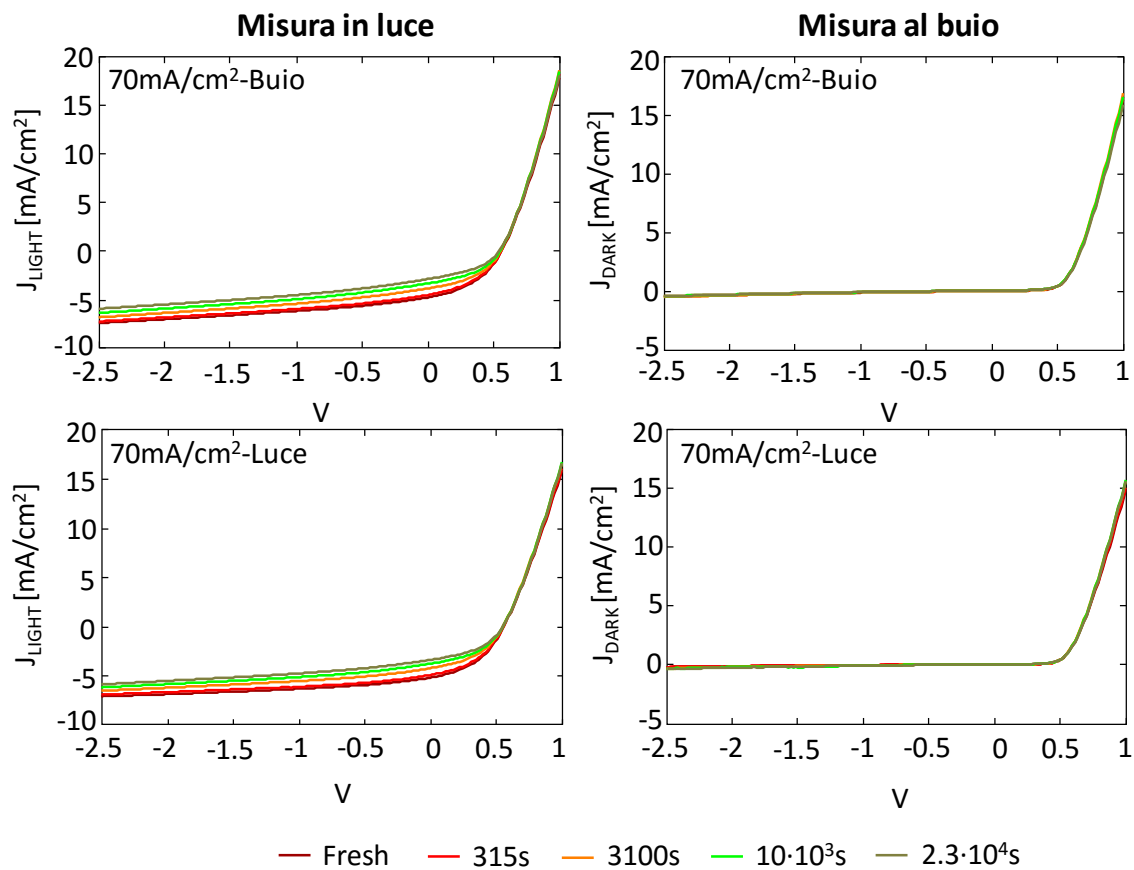 Misura in luce
Misura al buio
70mA/cm²-Buio
J_LIGHT [mA/cm²]
20
15
10
5
0
-5
-10
-2.5 -2 -1.5 -1 -0.5 0 0.5 1
V
70mA/cm²-Buio
J_DARK [mA/cm²]
20
15
10
5
0
-5
-2.5 -2 -1.5 -1 -0.5 0 0.5 1
V
70mA/cm²-Luce
J_LIGHT [mA/cm²]
20
15
10
5
0
-5
-10
-2.5 -2 -1.5 -1 -0.5 0 0.5 1
V
70mA/cm²-Luce
J_DARK [mA/cm²]
20
15
10
5
0
-5
-2.5 -2 -1.5 -1 -0.5 0 0.5 1
V
Fresh 315s 3100s 10·10³s 2.3·10⁴s